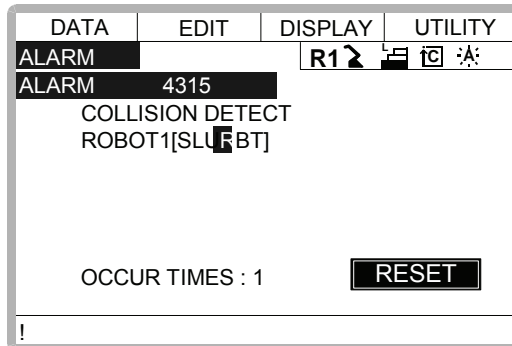 DATA EDIT DISPLAY UTILITY
ALARM R1 L C A
ALARM 4315
COLLISION DETECT
ROBOT1[SLURBT]
OCCUR TIMES : 1 RESET
!